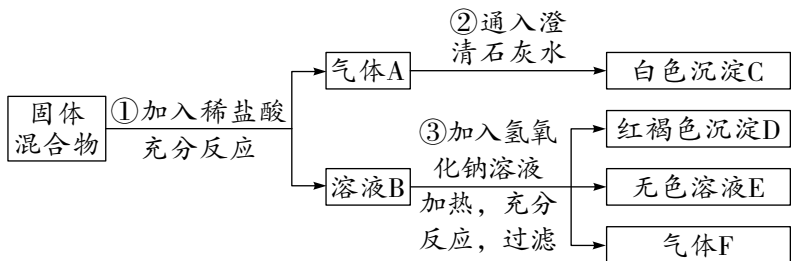 固体
混合物
①加入稀盐酸
充分反应
气体A
②通入澄
清石灰水
白色沉淀C
溶液B
③加入氢氧
化钠溶液
加热，充分
反应，过滤
红褐色沉淀D
无色溶液E
气体F